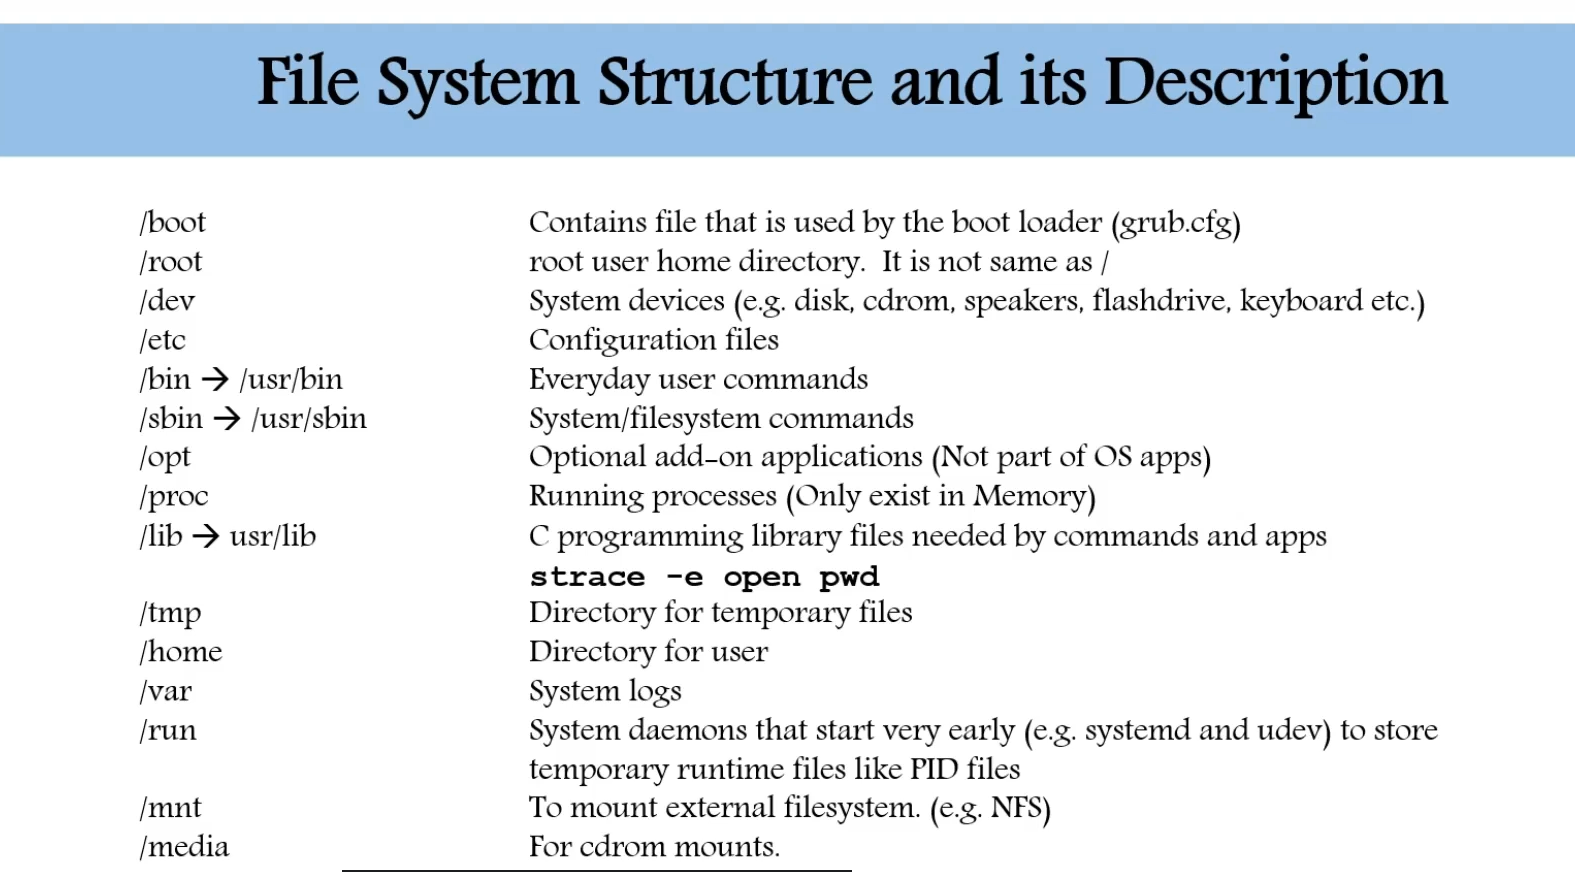 File System Structure and its Description
/boot Contains file that is used by the boot loader (grub.cfg)
/root root user home directory. It is not same as /
/dev System devices (e.g. disk, cdrom, speakers, flashdrive, keyboard etc.)
/etc Configuration files
/bin → /usr/bin Everyday user commands
/sbin → /usr/sbin System/filesystem commands
/opt Optional add-on applications (Not part of OS apps)
/proc Running processes (Only exist in Memory)
/lib → usr/lib C programming library files needed by commands and apps
strace -e open pwd
/tmp Directory for temporary files
/home Directory for user
/var System logs
/run System daemons that start very early (e.g. systemd and udev) to store
temporary runtime files like PID files
/mnt To mount external filesystem. (e.g. NFS)
/media For cdrom mounts.